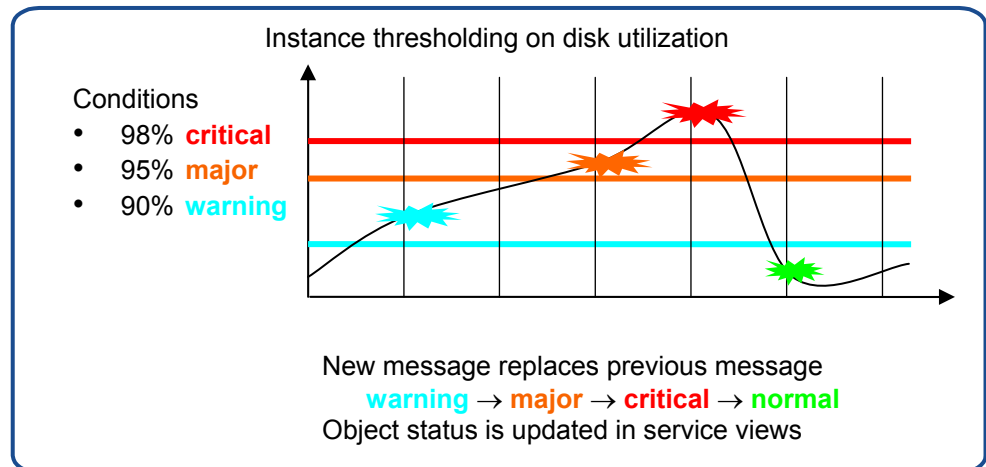 Instance thresholding on disk utilization
Conditions
• 98% critical
• 95% major
• 90% warning
New message replaces previous message
warning → major → critical → normal
Object status is updated in service views